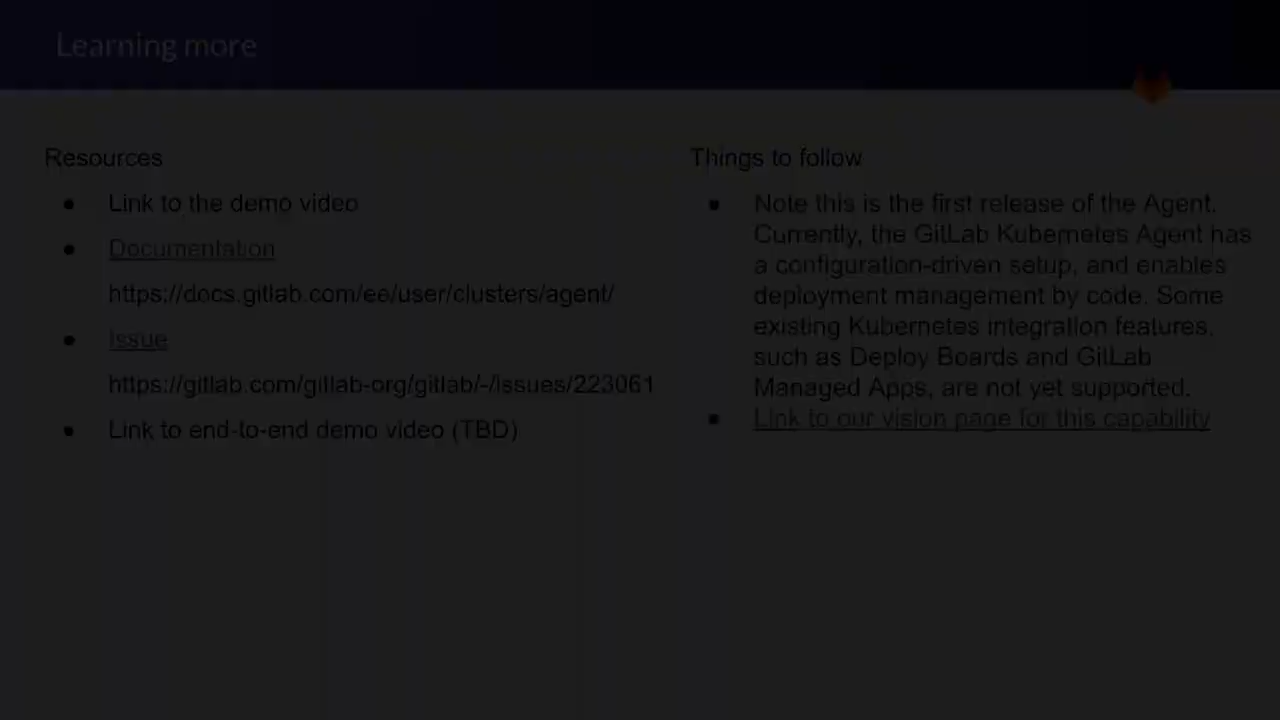 Learning more
Resources
● Link to the demo video
● Documentation
https://docs.gitlab.com/ee/user/clusters/agent/
● Issue
https://gitlab.com/gitlab-org/gitlab/-/issues/223061
● Link to end-to-end demo video (TBD)
Things to follow
● Note this is the first release of the Agent.
Currently, the GitLab Kubernetes Agent has
a configuration-driven setup, and enables
deployment management by code. Some
existing Kubernetes integration features,
such as Deploy Boards and GitLab
Managed Apps, are not yet supported.
● Link to our vision page for this capability